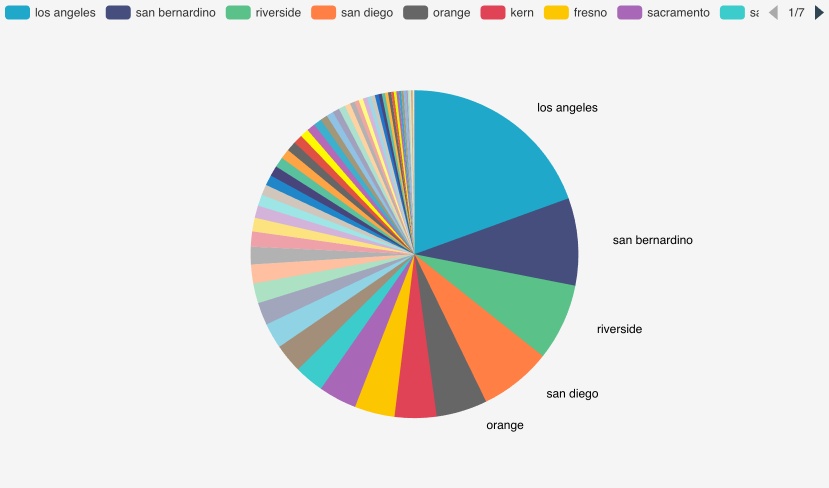 los angeles san bernardino riverside san diego orange kern fresno sacramento 1/7
los angeles
san bernardino
riverside
san diego
orange